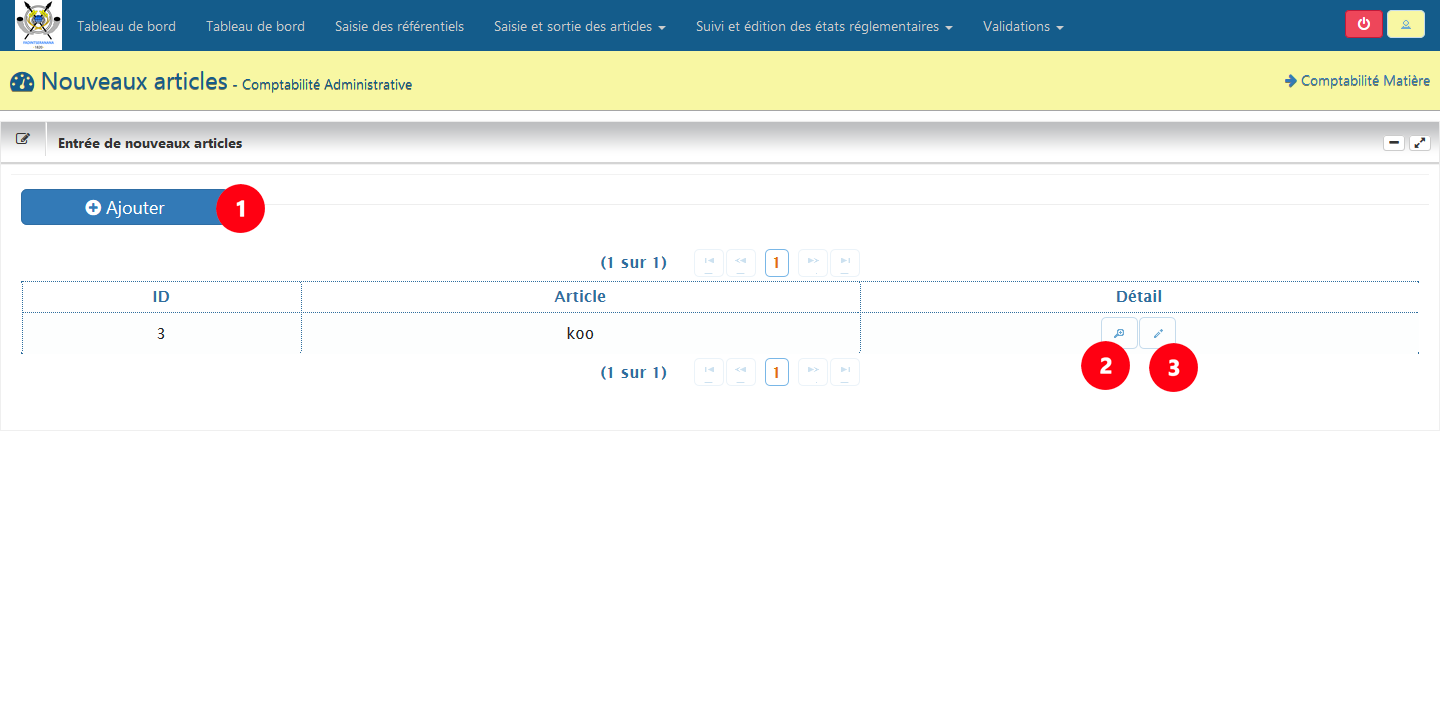 Tableau de bord Tableau de bord Saisie des référentiels Saisie et sortie des articles Suivi et édition des états réglementaires Validations
Nouveaux articles - Comptabilité Administrative
Comptabilité Matière
Entrée de nouveaux articles
Ajouter 1
(1 sur 1) 1
ID Article Détail
3 koo
2 3
(1 sur 1) 1